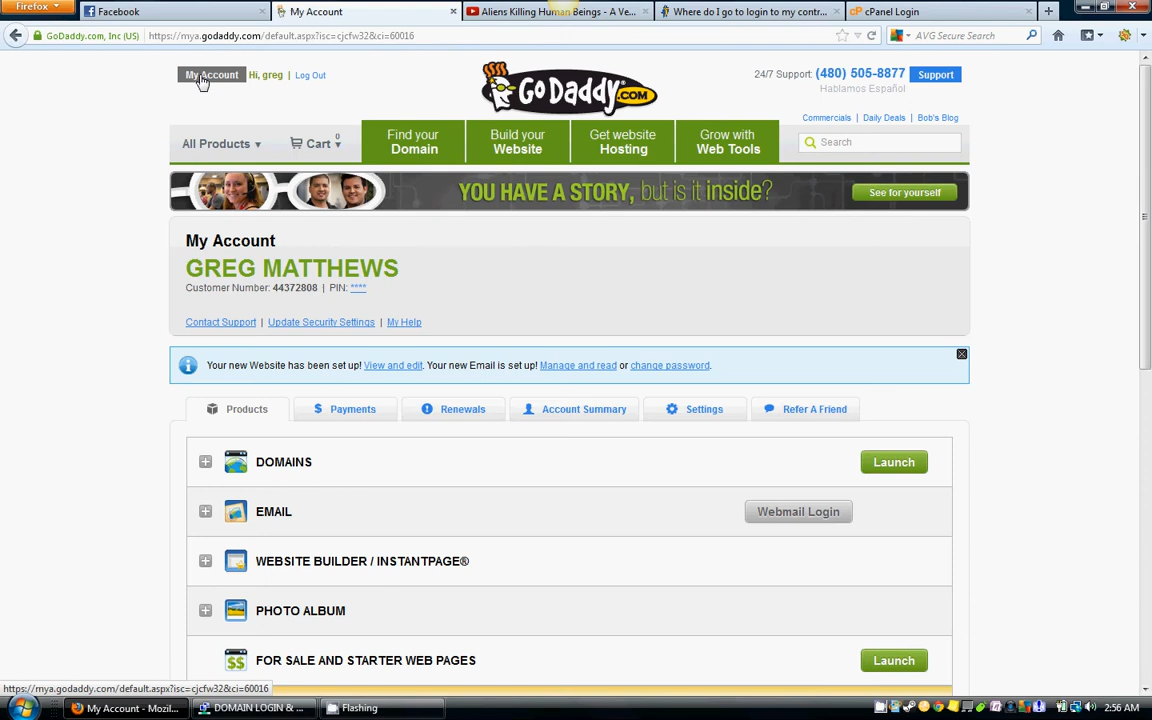 Firefox
Facebook
My Account
Aliens Killing Human Beings - A Ve...
Where do I go to login to my contr...
cPanel Login
GoDaddy.com, Inc (US)
https://mya.godaddy.com/default.aspx?isc=cjcfw32&ci=60016
AVG Secure Search
My Account Hi, greg | Log Out
GO DADDY .COM
24/7 Support: (480) 505-8877 Support
Hablamos Español
Commercials | Daily Deals | Bob's Blog
All Products
Cart
0
Find your Domain
Build your Website
Get website Hosting
Grow with Web Tools
Search
YOU HAVE A STORY, but is it inside?
See for yourself
My Account
GREG MATTHEWS
Customer Number: 44372808 | PIN: ****
Contact Support | Update Security Settings | My Help
Your new Website has been set up! View and edit. Your new Email is set up! Manage and read or change password.
Products
Payments
Renewals
Account Summary
Settings
Refer A Friend
DOMAINS Launch
EMAIL Webmail Login
WEBSITE BUILDER / INSTANTPAGE®
PHOTO ALBUM
FOR SALE AND STARTER WEB PAGES Launch
https://mya.godaddy.com/default.aspx?isc=cjcfw32&ci=60016
My Account - Mozil...
DOMAIN LOGIN & ...
Flashing
2:56 AM